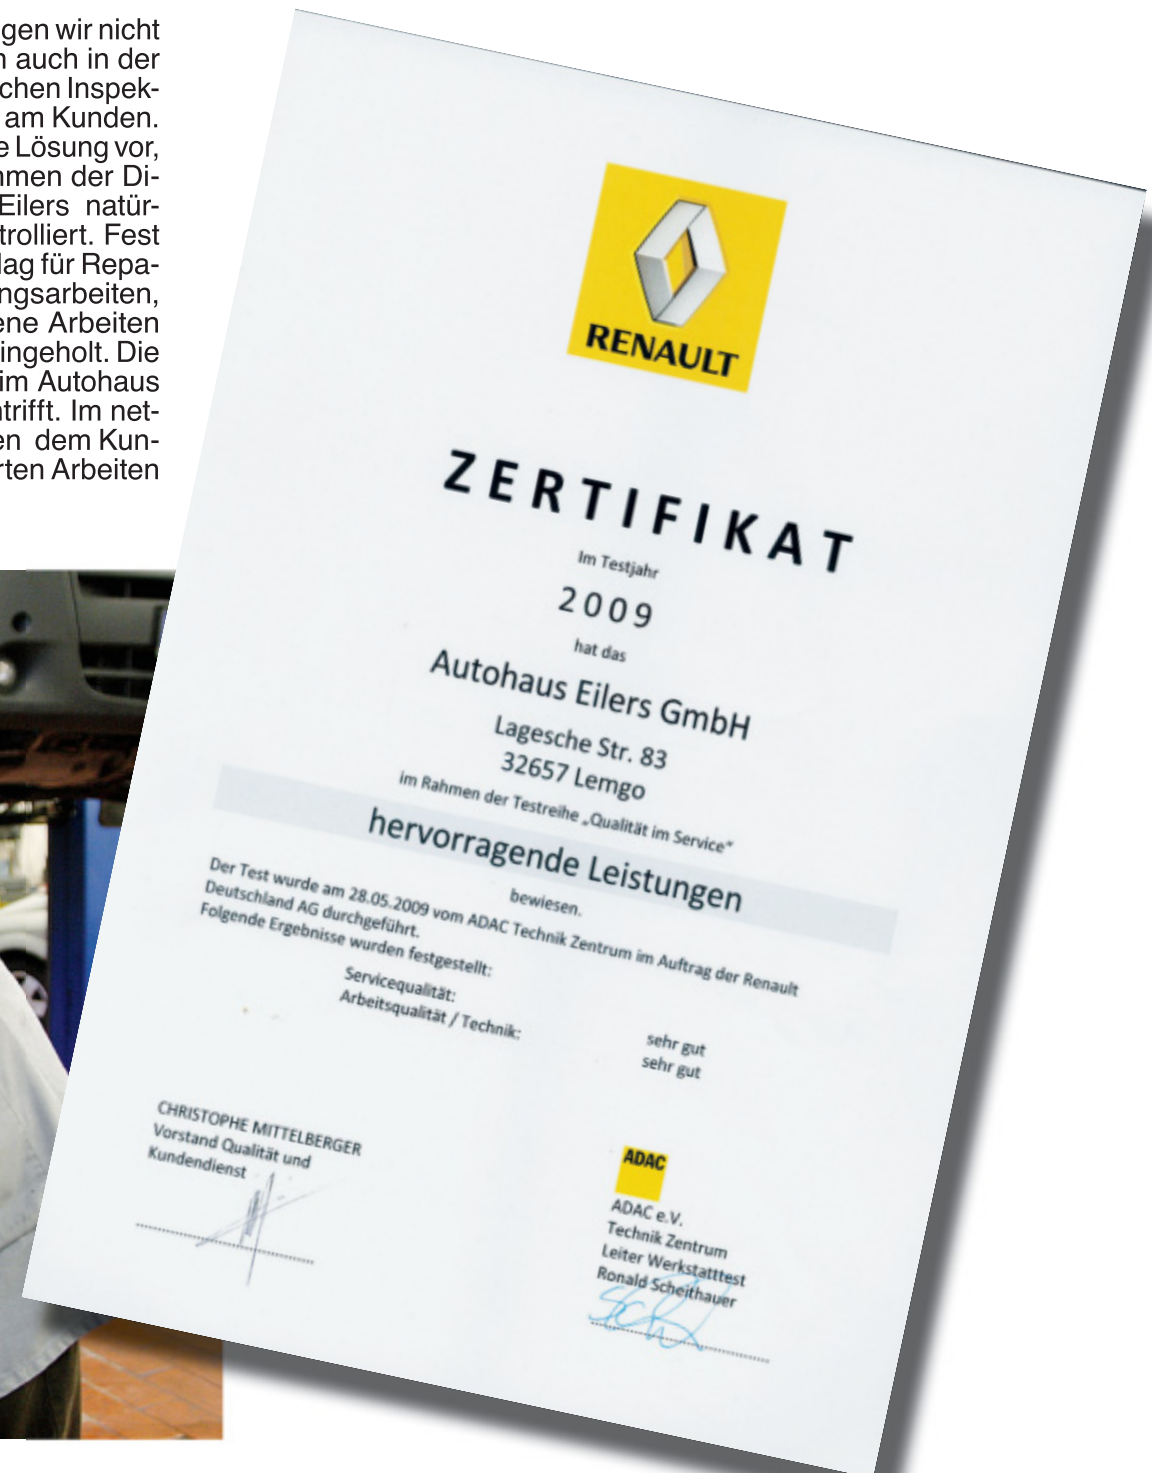 gen wir nicht
auch in der
chen Inspek-
am Kunden.
e Lösung vor,
men der Di-
Eilers natür-
trolliert. Fest
lag für Repa-
ngsarbeiten,
ene Arbeiten
ingeholt. Die
im Autohaus
trifft. Im net-
en dem Kun-
rten Arbeiten
RENAULT
ZERTIFIKAT
Im Testjahr
2009
hat das
Autohaus Eilers GmbH
Lagesche Str. 83
32657 Lemgo
im Rahmen der Testreihe „Qualität im Service“
hervorragende Leistungen
bewiesen.
Der Test wurde am 28.05.2009 vom ADAC Technik Zentrum im Auftrag der Renault
Deutschland AG durchgeführt.
Folgende Ergebnisse wurden festgestellt:
Servicequalität: sehr gut
Arbeitsqualität / Technik: sehr gut
CHRISTOPHE MITTELBERGER
Vorstand Qualität und
Kundendienst
ADAC
ADAC e.V.
Technik Zentrum
Leiter Werkstatttest
Ronald Scheithauer